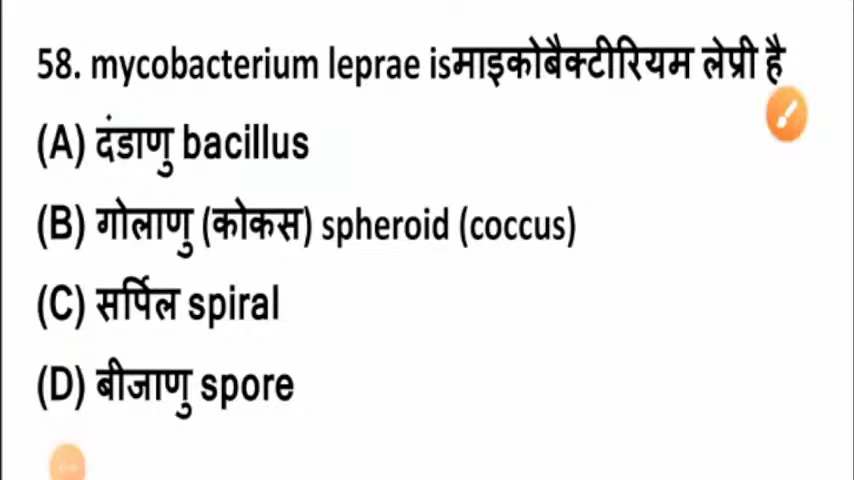 58. mycobacterium leprae isमाइकोबैक्टीरियम लेप्री है
(A) दंडाणु bacillus
(B) गोलाणु (कोकस) spheroid (coccus)
(C) सर्पिल spiral
(D) बीजाणु spore